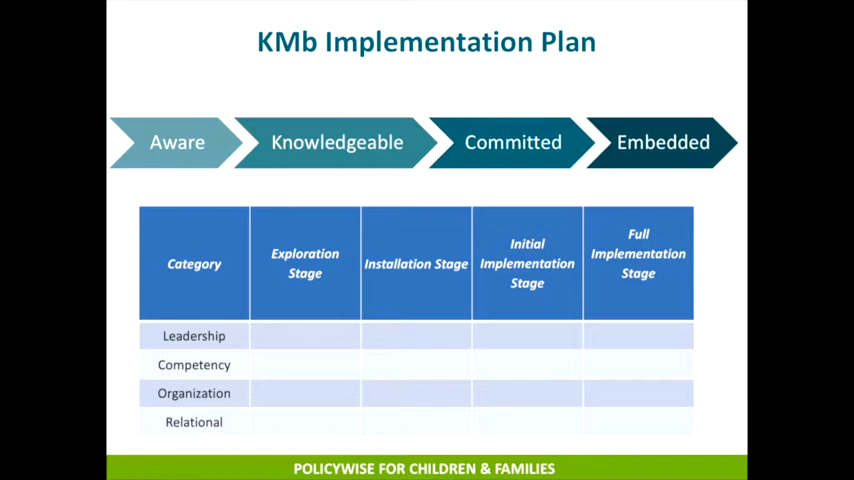 KMb Implementation Plan
Aware Knowledgeable Committed Embedded
Category Exploration Stage Installation Stage Initial Implementation Stage Full Implementation Stage
Leadership
Competency
Organization
Relational
POLICYWISE FOR CHILDREN & FAMILIES